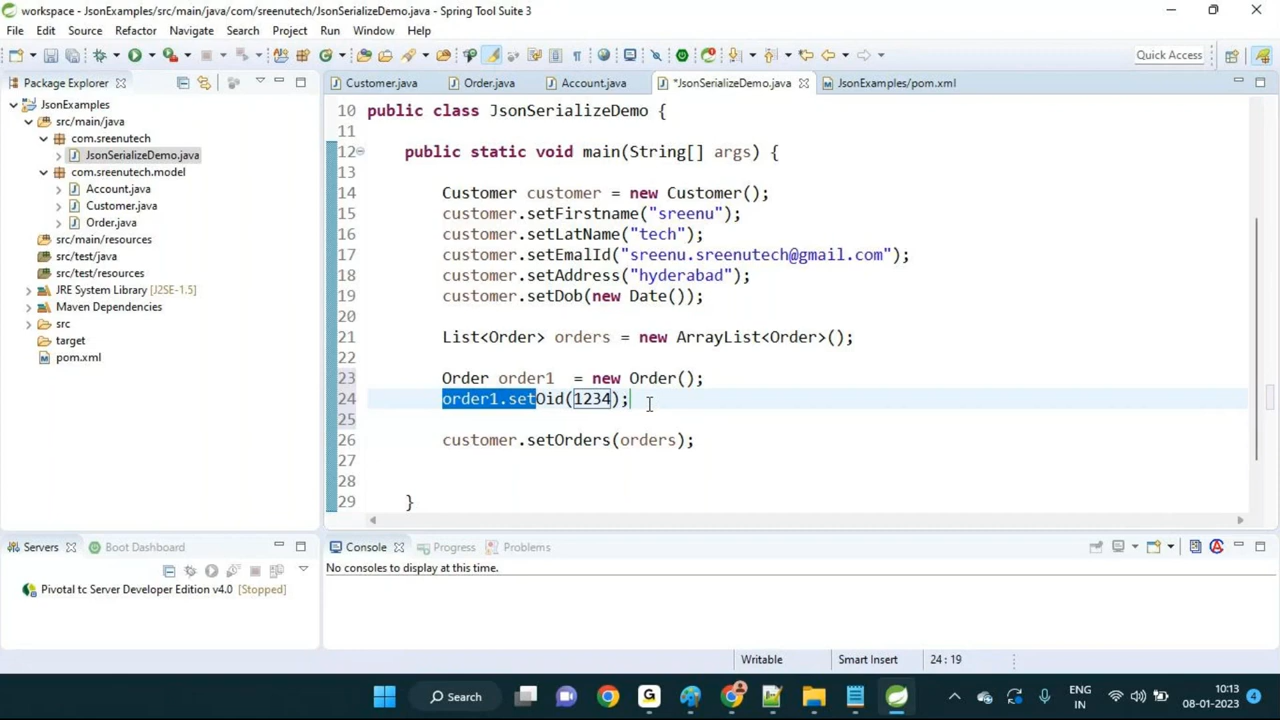 workspace - JsonExamples/src/main/java/com/sreenutech/JsonSerializeDemo.java - Spring Tool Suite 3
File Edit Source Refactor Navigate Search Project Run Window Help
Quick Access
Package Explorer
Customer.java Order.java Account.java *JsonSerializeDemo.java JsonExamples/pom.xml
JsonExamples
src/main/java
com.sreenutech
JsonSerializeDemo.java
com.sreenutech.model
Account.java
Customer.java
Order.java
src/main/resources
src/test/java
src/test/resources
JRE System Library [J2SE-1.5]
Maven Dependencies
src
target
pom.xml
10 public class JsonSerializeDemo {
11
12 public static void main(String[] args) {
13
14 Customer customer = new Customer();
15 customer.setFirstname("sreenu");
16 customer.setLatName("tech");
17 customer.setEmalId("sreenu.sreenutech@gmail.com");
18 customer.setAddress("hyderabad");
19 customer.setDob(new Date());
20
21 List<Order> orders = new ArrayList<Order>();
22
23 Order order1  = new Order();
24 order1.setOid(1234);
25
26 customer.setOrders(orders);
27
28
29 }
Servers Boot Dashboard
Pivotal tc Server Developer Edition v4.0 [Stopped]
Console Progress Problems
No consoles to display at this time.
Writable Smart Insert 24 : 19
Search
ENG
IN
10:13
08-01-2023
4